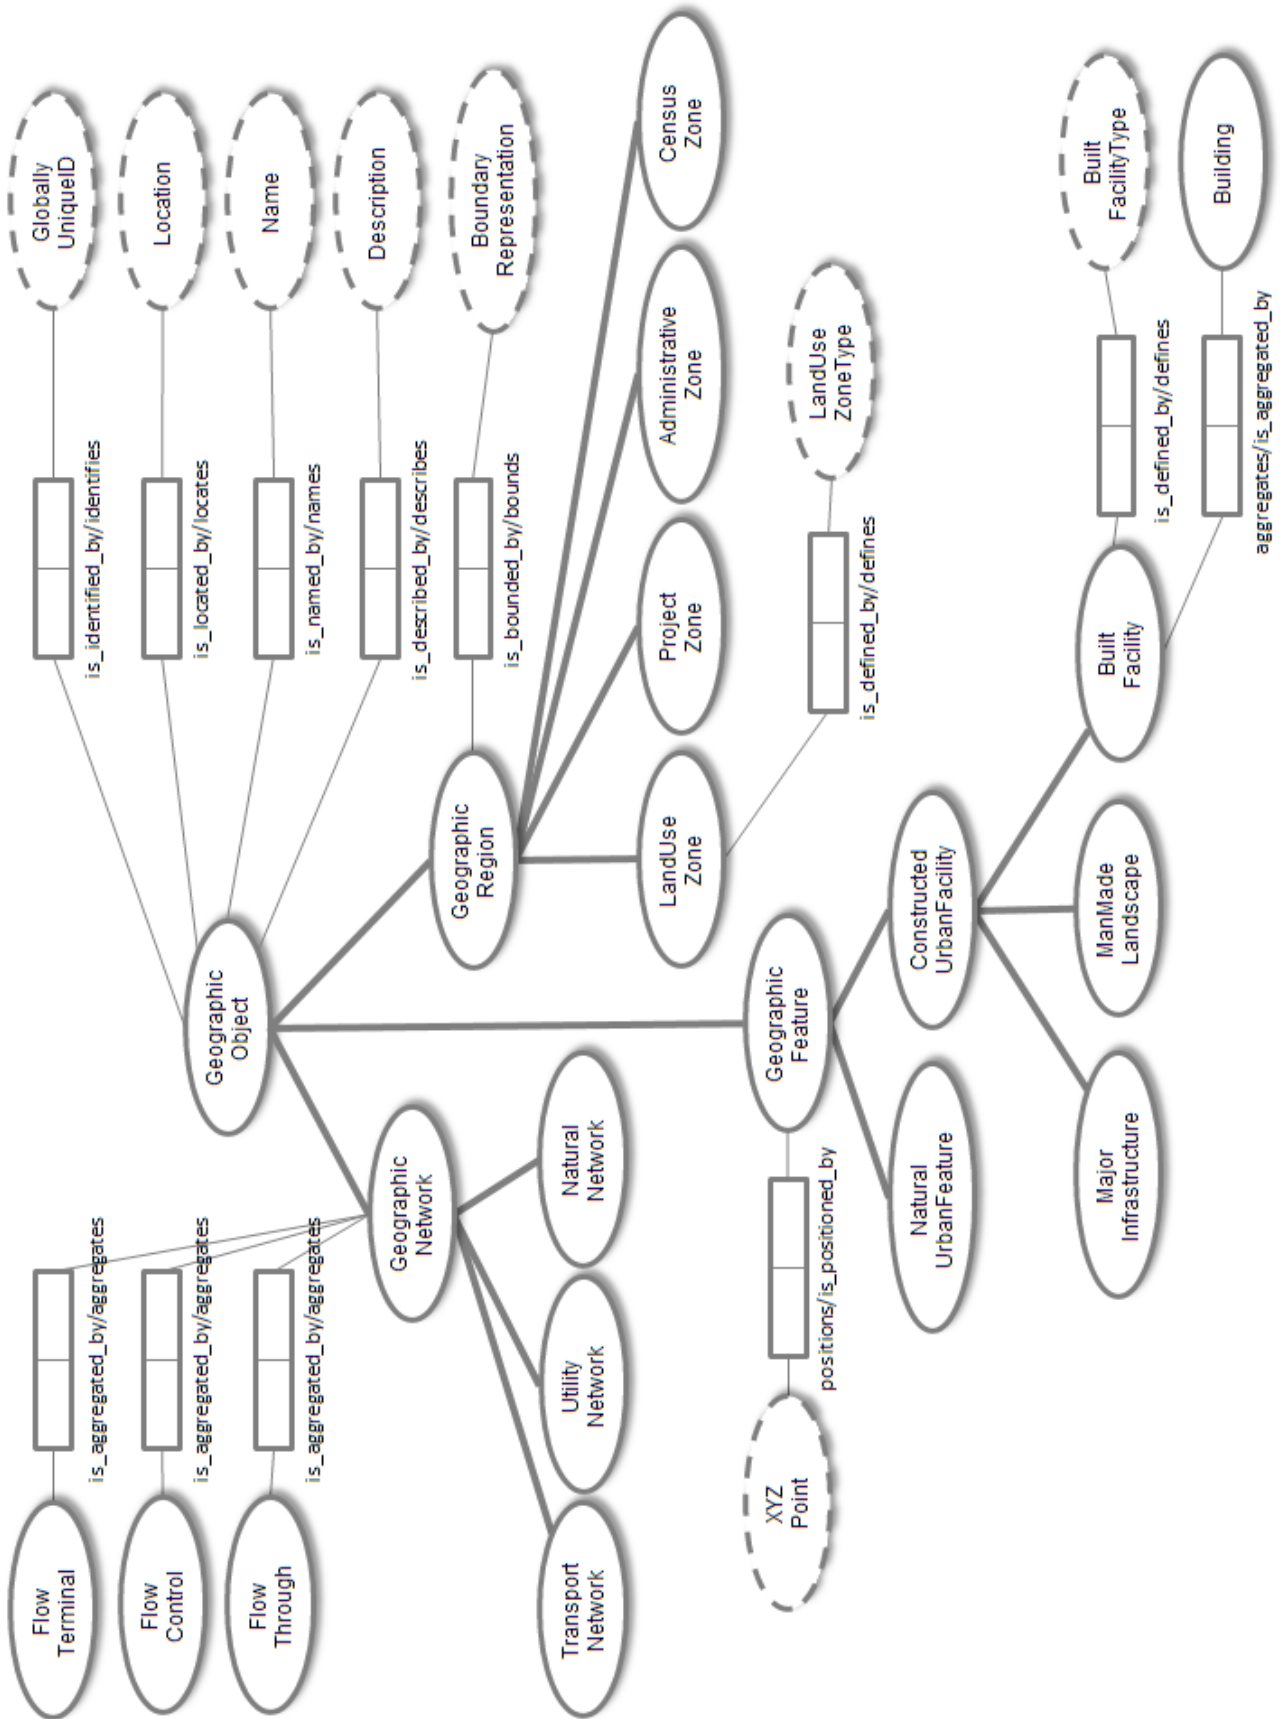 Flow
Terminal
is_aggregated_by/aggregates
is_identified_by/identifies
Globally
UniqueID
Flow
Control
is_aggregated_by/aggregates
is_located_by/locates
Location
Flow
Through
is_aggregated_by/aggregates
Geographic
Object
is_named_by/names
Name
is_described_by/describes
Description
Geographic
Network
Geographic
Region
is_bounded_by/bounds
Boundary
Representation
Transport
Network
Utility
Network
Natural
Network
LandUse
Zone
Project
Zone
Administrative
Zone
Census
Zone
XYZ
Point
positions/is_positioned_by
Geographic
Feature
is_defined_by/defines
LandUse
ZoneType
Natural
UrbanFeature
Constructed
UrbanFacility
Major
Infrastructure
ManMade
Landscape
Built
Facility
is_defined_by/defines
Built
FacilityType
aggregates/is_aggregated_by
Building